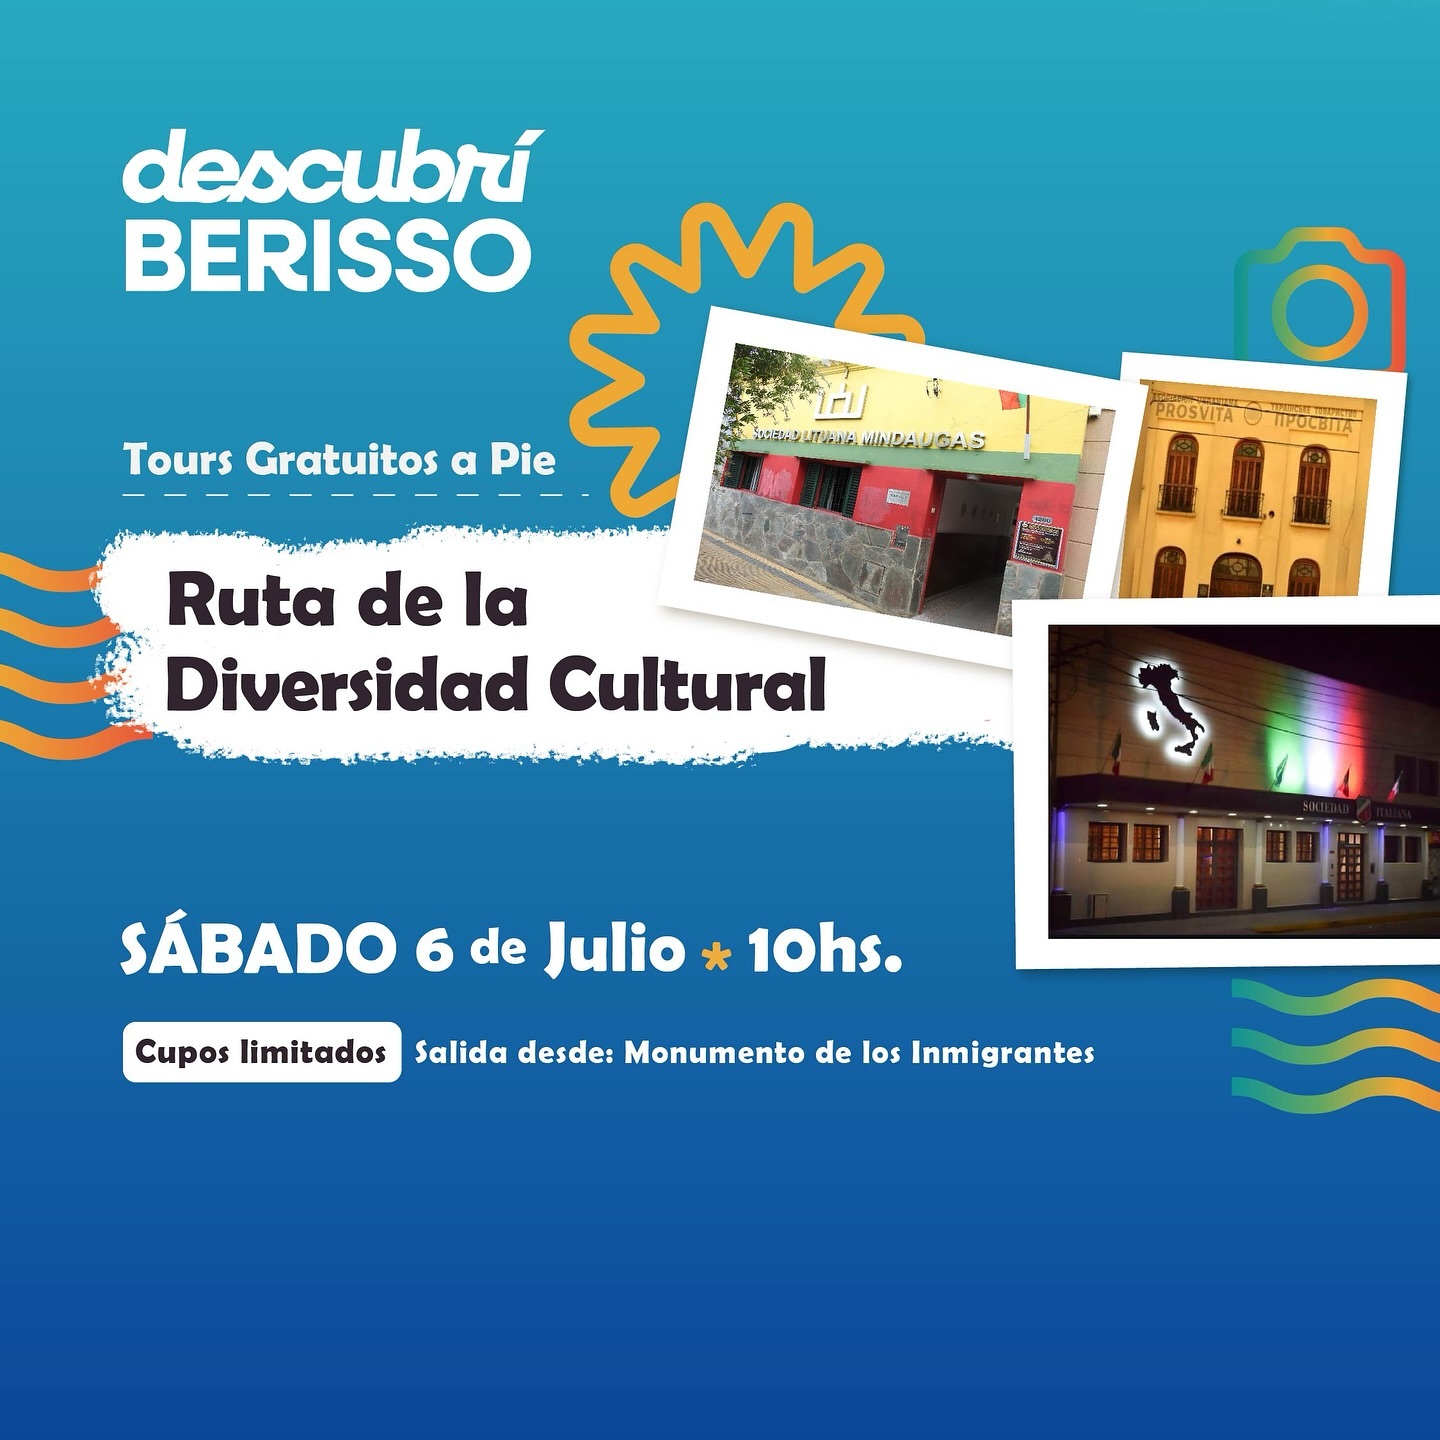 descubrí
BERISSO
Tours Gratuitos a Pie
Ruta de la
Diversidad Cultural
SOCIEDAD LITUANA MINDAUGAS
PROSVITA
SOCIEDAD ITALIANA
SÁBADO 6 de Julio * 10hs.
Cupos limitados Salida desde: Monumento de los Inmigrantes